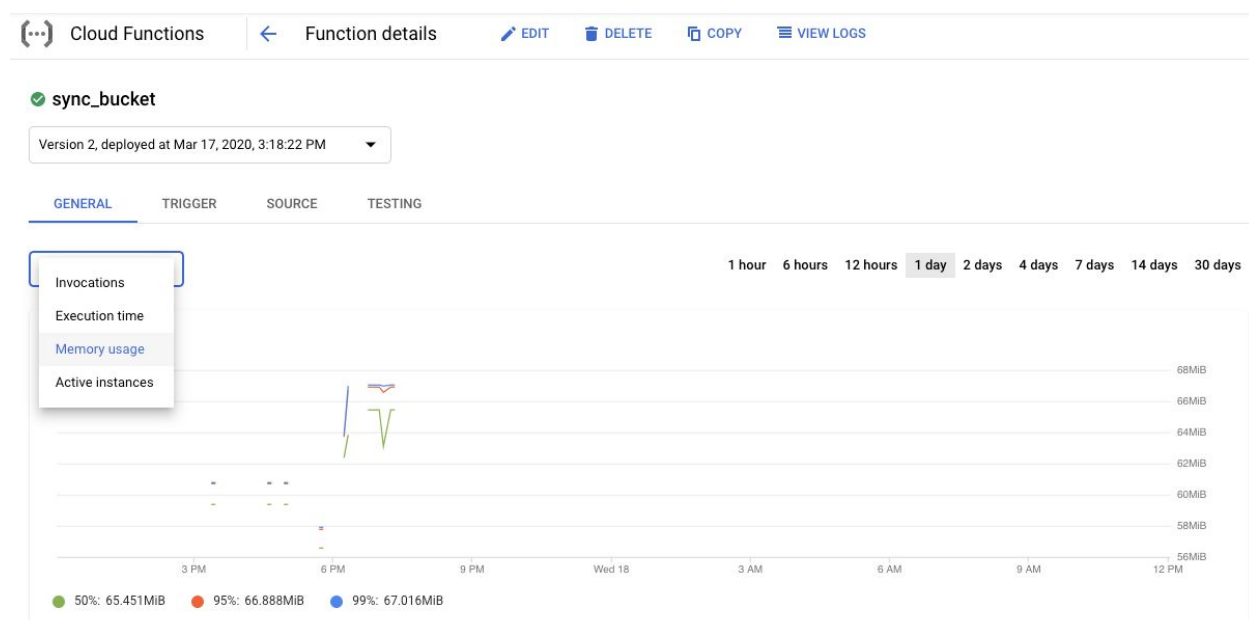 Cloud Functions Function details EDIT DELETE COPY VIEW LOGS
sync_bucket
Version 2, deployed at Mar 17, 2020, 3:18:22 PM
GENERAL TRIGGER SOURCE TESTING
1 hour 6 hours 12 hours 1 day 2 days 4 days 7 days 14 days 30 days
Invocations
Execution time
Memory usage
Active instances
68MiB
66MiB
64MiB
62MiB
60MiB
58MiB
56MiB
3 PM 6 PM 9 PM Wed 18 3 AM 6 AM 9 AM 12 PM
50%: 65.451MiB 95%: 66.888MiB 99%: 67.016MiB